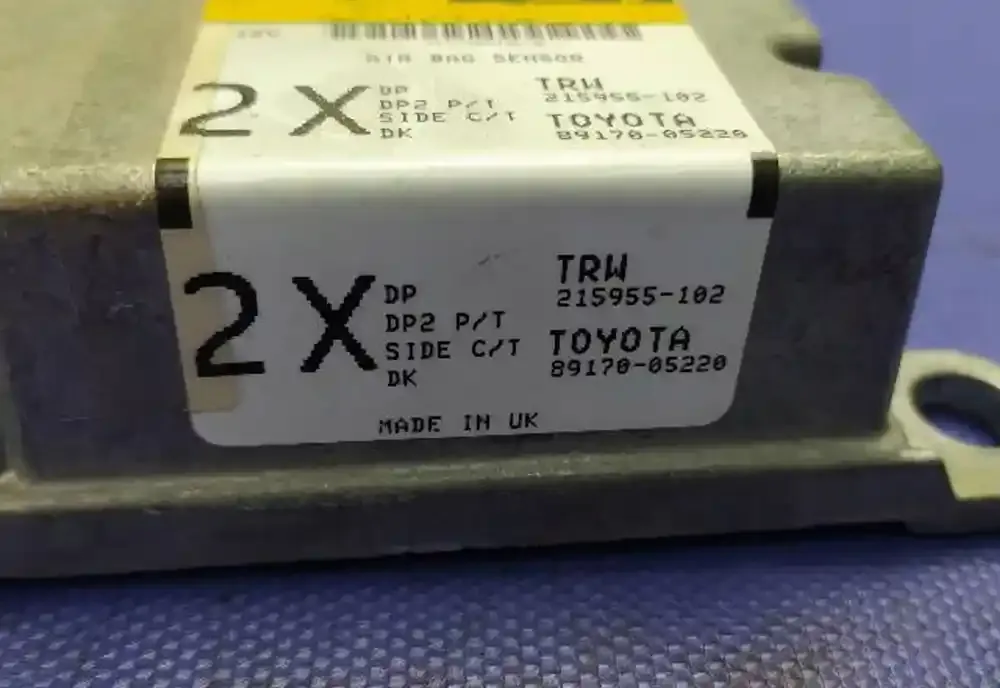 12V
AIR BAG SENSOR
2X
DP
DP2 P/T
SIDE C/T
DK
TRW
215955-102
TOYOTA
89170-05220
2X
DP
DP2 P/T
SIDE C/T
DK
TRW
215955-102
TOYOTA
89170-05220
MADE IN UK